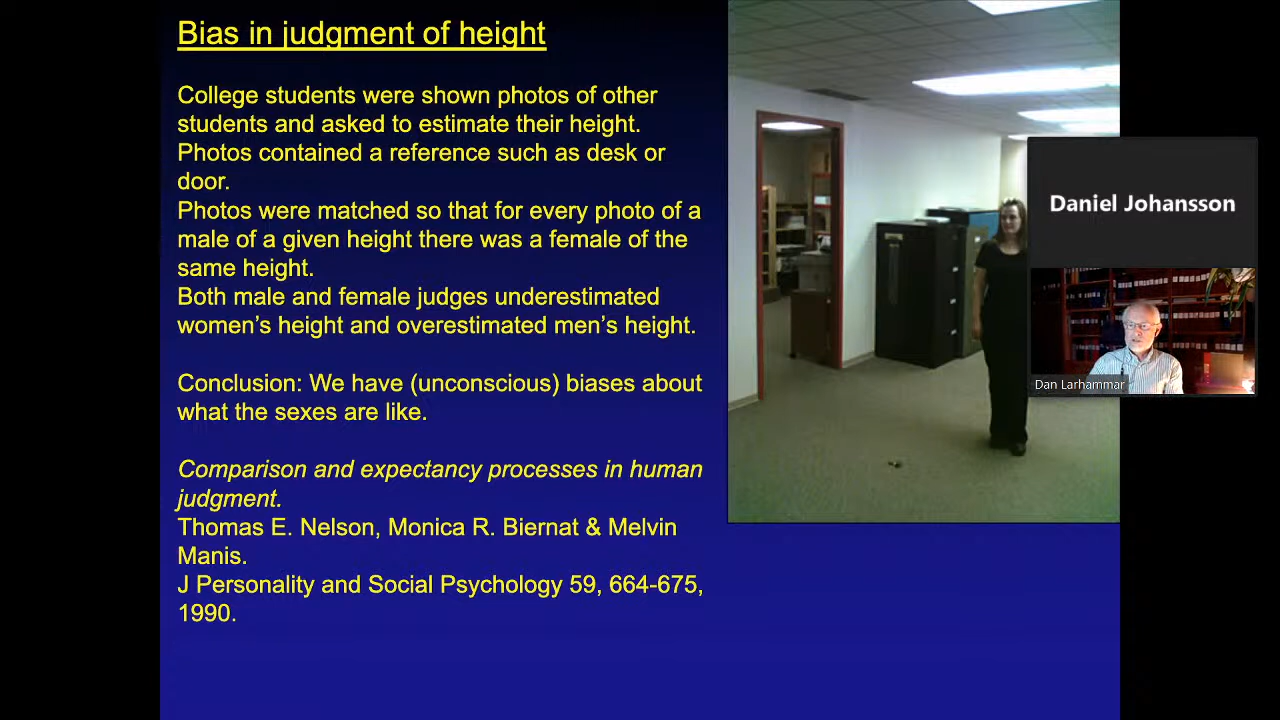 Bias in judgment of height
College students were shown photos of other
students and asked to estimate their height.
Photos contained a reference such as desk or
door.
Photos were matched so that for every photo of a
male of a given height there was a female of the
same height.
Both male and female judges underestimated
women’s height and overestimated men’s height.
Conclusion: We have (unconscious) biases about
what the sexes are like.
Comparison and expectancy processes in human
judgment.
Thomas E. Nelson, Monica R. Biernat & Melvin
Manis.
J Personality and Social Psychology 59, 664-675,
1990.
Daniel Johansson
Dan Larhammar